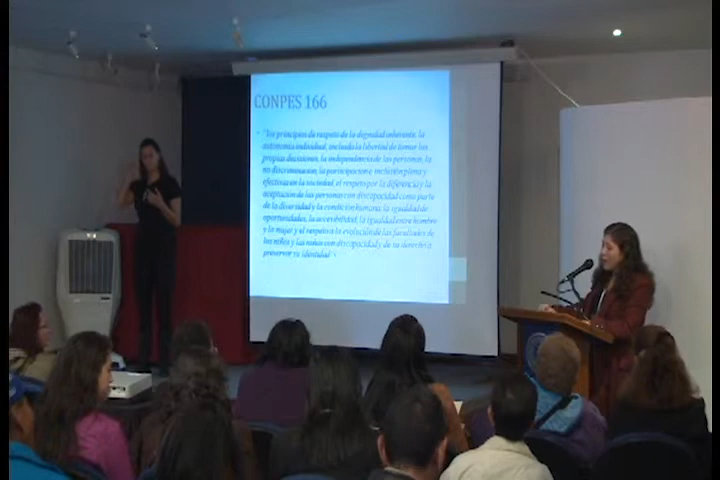 CONPES 166
• "los principios de respeto de la dignidad inherente, la
autonomía individual, incluida la libertad de tomar las
propias decisiones, la independencia de las personas, la
no discriminación, la participación e inclusión plena y
efectiva en la sociedad, el respeto por la diferencia y la
aceptación de las personas con discapacidad como parte
de la diversidad y la condición humana, la igualdad de
oportunidades, la accesibilidad, la igualdad entre hombre
y la mujer y el respeto a la evolución de las facultades de
los niños y las niñas con discapacidad y de su derecho a
preservar su identidad"